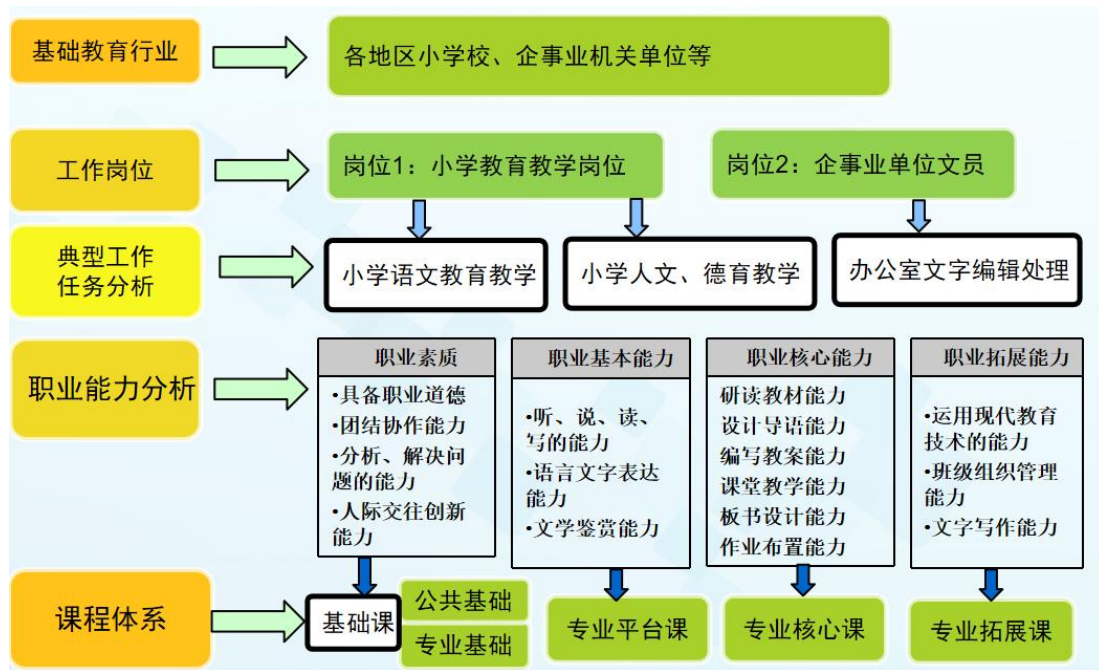 基础教育行业
各地区小学校、企事业机关单位等
工作岗位
岗位1：小学教育教学岗位
岗位2：企事业单位文员
典型工作
任务分析
小学语文教育教学
小学人文、德育教学
办公室文字编辑处理
职业能力分析
职业素质
•具备职业道德
•团结协作能力
•分析、解决问
题的能力
•人际交往创新
能力
职业基本能力
•听、说、读、
写的能力
•语言文字表达
能力
•文学鉴赏能力
职业核心能力
研读教材能力
设计导语能力
编写教案能力
课堂教学能力
板书设计能力
作业布置能力
职业拓展能力
•运用现代教育
技术的能力
•班级组织管理
能力
•文字写作能力
课程体系
基础课
公共基础
专业基础
专业平台课
专业核心课
专业拓展课